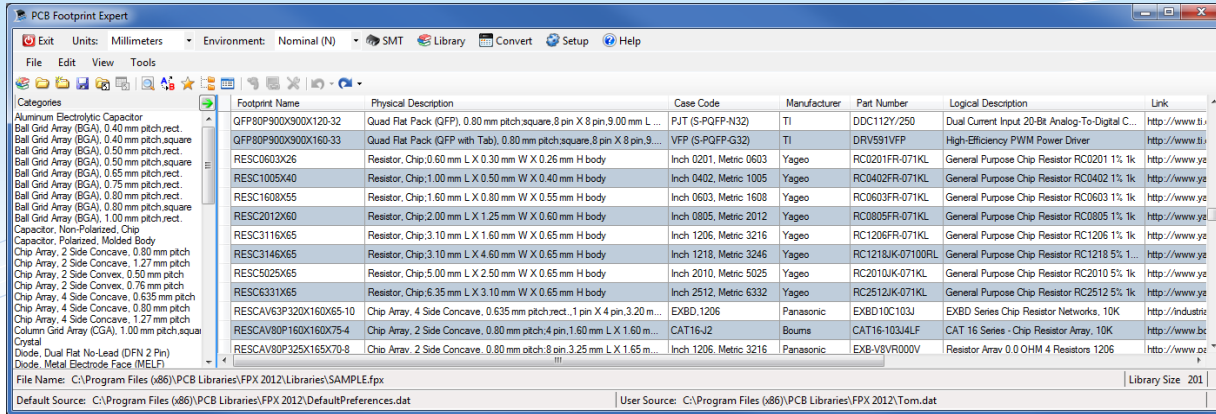 PCB Footprint Expert
Exit Units: Millimeters Environment: Nominal (N) SMT Library Convert Setup Help
File Edit View Tools
Categories
Aluminum Electrolytic Capacitor
Ball Grid Array (BGA), 0.40 mm pitch,rect.
Ball Grid Array (BGA), 0.40 mm pitch,square
Ball Grid Array (BGA), 0.50 mm pitch,rect.
Ball Grid Array (BGA), 0.50 mm pitch,square
Ball Grid Array (BGA), 0.65 mm pitch,rect.
Ball Grid Array (BGA), 0.75 mm pitch,rect.
Ball Grid Array (BGA), 0.80 mm pitch,rect.
Ball Grid Array (BGA), 0.80 mm pitch,square
Ball Grid Array (BGA), 1.00 mm pitch,rect.
Capacitor, Non-Polarized, Chip
Capacitor, Polarized, Molded Body
Chip Array, 2 Side Concave, 0.80 mm pitch
Chip Array, 2 Side Concave, 1.27 mm pitch
Chip Array, 2 Side Convex, 0.50 mm pitch
Chip Array, 2 Side Convex, 0.76 mm pitch
Chip Array, 4 Side Concave, 0.635 mm pitch
Chip Array, 4 Side Concave, 0.80 mm pitch
Chip Array, 4 Side Concave, 1.27 mm pitch
Column Grid Array (CGA), 1.00 mm pitch,squar
Crystal
Diode, Dual Flat No-Lead (DFN 2 Pin)
Diode, Metal Electrode Face (MELF)
Footprint Name Physical Description Case Code Manufacturer Part Number Logical Description Link
QFP80P900X900X120-32 Quad Flat Pack (QFP), 0.80 mm pitch;square,8 pin X 8 pin,9.00 mm L ... PJT (S-PQFP-N32) TI DDC112Y/250 Dual Current Input 20-Bit Analog-To-Digital C... http://www.ti.
QFP80P900X900X160-33 Quad Flat Pack (QFP with Tab), 0.80 mm pitch;square,8 pin X 8 pin,9.... VFP (S-PQFP-G32) TI DRV591VFP High-Efficiency PWM Power Driver http://www.ti.
RESC0603X26 Resistor, Chip;0.60 mm L X 0.30 mm W X 0.26 mm H body Inch 0201, Metric 0603 Yageo RC0201FR-071KL General Purpose Chip Resistor RC0201 1% 1k http://www.ya
RESC1005X40 Resistor, Chip;1.00 mm L X 0.50 mm W X 0.40 mm H body Inch 0402, Metric 1005 Yageo RC0402FR-071KL General Purpose Chip Resistor RC0402 1% 1k http://www.ya
RESC1608X55 Resistor, Chip;1.60 mm L X 0.80 mm W X 0.55 mm H body Inch 0603, Metric 1608 Yageo RC0603FR-071KL General Purpose Chip Resistor RC0603 1% 1k http://www.ya
RESC2012X60 Resistor, Chip;2.00 mm L X 1.25 mm W X 0.60 mm H body Inch 0805, Metric 2012 Yageo RC0805FR-071KL General Purpose Chip Resistor RC0805 1% 1k http://www.ya
RESC3116X65 Resistor, Chip;3.10 mm L X 1.60 mm W X 0.65 mm H body Inch 1206, Metric 3216 Yageo RC1206FR-071KL General Purpose Chip Resistor RC1206 1% 1k http://www.ya
RESC3146X65 Resistor, Chip;3.10 mm L X 4.60 mm W X 0.65 mm H body Inch 1218, Metric 3246 Yageo RC1218JK-07100RL General Purpose Chip Resistor RC1218 5% 1... http://www.ya
RESC5025X65 Resistor, Chip;5.00 mm L X 2.50 mm W X 0.65 mm H body Inch 2010, Metric 5025 Yageo RC2010JK-071KL General Purpose Chip Resistor RC2010 5% 1k http://www.ya
RESC6331X65 Resistor, Chip;6.35 mm L X 3.10 mm W X 0.65 mm H body Inch 2512, Metric 6332 Yageo RC2512JK-071KL General Purpose Chip Resistor RC2512 5% 1k http://www.ya
RESCAV63P320X160X65-10 Chip Array, 4 Side Concave, 0.635 mm pitch;rect.,1 pin X 4 pin,3.20 m... EXBD,1206 Panasonic EXBD10C103J EXBD Series Chip Resistor Networks, 10K http://industria
RESCAV80P160X160X75-4 Chip Array, 2 Side Concave, 0.80 mm pitch;4 pin,1.60 mm L X 1.60 m... CAT16-J2 Bourns CAT16-103J4LF CAT 16 Series - Chip Resistor Array, 10K http://www.bo
RESCAV80P325X165X70-8 Chip Array, 2 Side Concave, 0.80 mm pitch;8 pin,3.25 mm L X 1.65 m... Inch 1206, Metric 3216 Panasonic EXB-V8VR000V Resistor Array 0.0 OHM 4 Resistors 1206 http://www.pa
File Name: C:\Program Files (x86)\PCB Libraries\FPX 2012\Libraries\SAMPLE.fpx Library Size 201
Default Source: C:\Program Files (x86)\PCB Libraries\FPX 2012\DefaultPreferences.dat User Source: C:\Program Files (x86)\PCB Libraries\FPX 2012\Tom.dat